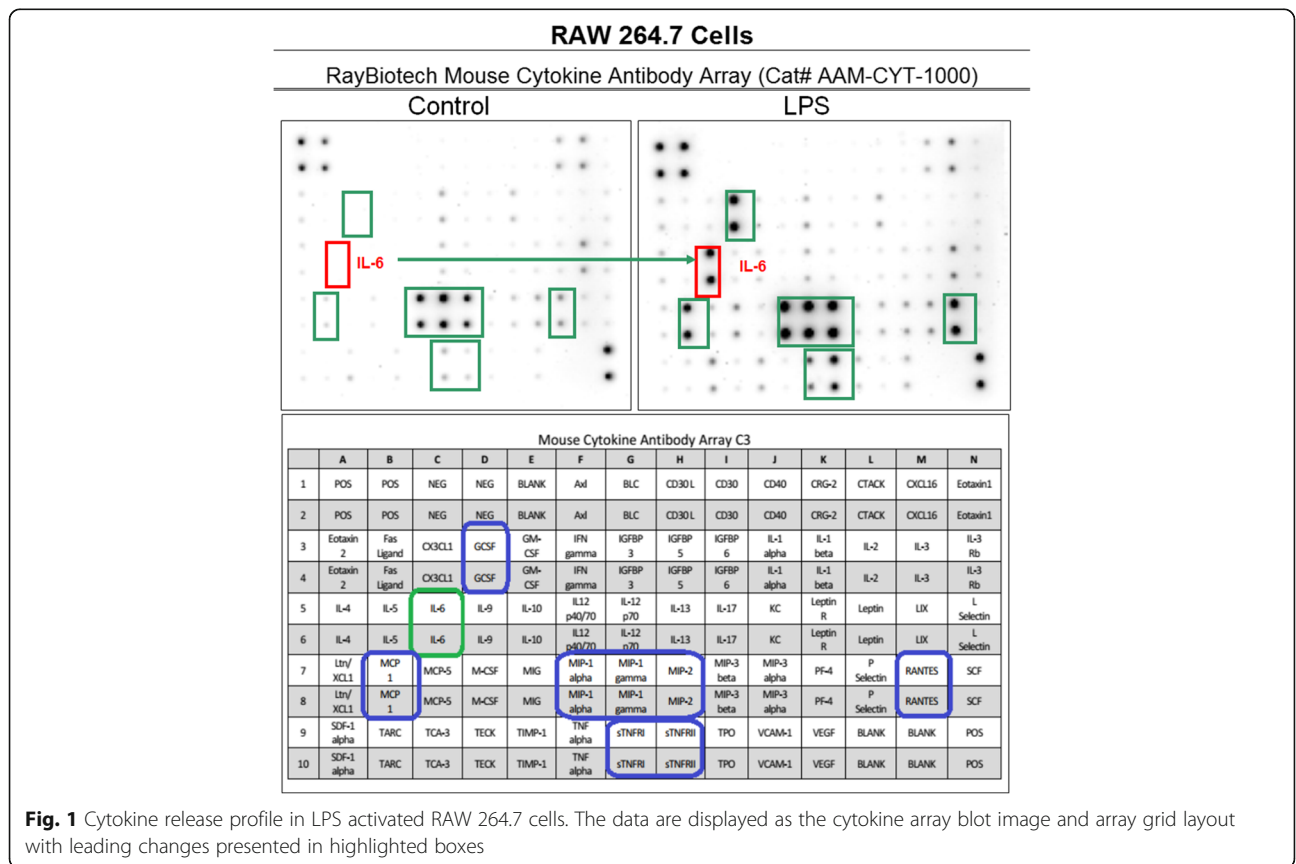 RAW 264.7 Cells
RayBiotech Mouse Cytokine Antibody Array (Cat# AAM-CYT-1000)
Control LPS
IL-6 IL-6
Mouse Cytokine Antibody Array C3
A B C D E F G H I J K L M N
1 POS POS NEG NEG BLANK Axl BLC CD30 L CD30 CD40 CRG-2 CTACK CXCL16 Eotaxin1
2 POS POS NEG NEG BLANK Axl BLC CD30 L CD30 CD40 CRG-2 CTACK CXCL16 Eotaxin1
3 Eotaxin 2 Fas Ligand CX3CL1 GCSF GM-CSF IFN gamma IGFBP 3 IGFBP 5 IGFBP 6 IL-1 alpha IL-1 beta IL-2 IL-3 IL-3 Rb
4 Eotaxin 2 Fas Ligand CX3CL1 GCSF GM-CSF IFN gamma IGFBP 3 IGFBP 5 IGFBP 6 IL-1 alpha IL-1 beta IL-2 IL-3 IL-3 Rb
5 IL-4 IL-5 IL-6 IL-9 IL-10 IL12 p40/70 IL-12 p70 IL-13 IL-17 KC Leptin R Leptin LIX L Selectin
6 IL-4 IL-5 IL-6 IL-9 IL-10 IL12 p40/70 IL-12 p70 IL-13 IL-17 KC Leptin R Leptin LIX L Selectin
7 Ltn/ XCL1 MCP 1 MCP-5 M-CSF MIG MIP-1 alpha MIP-1 gamma MIP-2 MIP-3 beta MIP-3 alpha PF-4 P Selectin RANTES SCF
8 Ltn/ XCL1 MCP 1 MCP-5 M-CSF MIG MIP-1 alpha MIP-1 gamma MIP-2 MIP-3 beta MIP-3 alpha PF-4 P Selectin RANTES SCF
9 SDF-1 alpha TARC TCA-3 TECK TIMP-1 TNF alpha sTNFRI sTNFRII TPO VCAM-1 VEGF BLANK BLANK POS
10 SDF-1 alpha TARC TCA-3 TECK TIMP-1 TNF alpha sTNFRI sTNFRII TPO VCAM-1 VEGF BLANK BLANK POS
Fig. 1 Cytokine release profile in LPS activated RAW 264.7 cells. The data are displayed as the cytokine array blot image and array grid layout
with leading changes presented in highlighted boxes